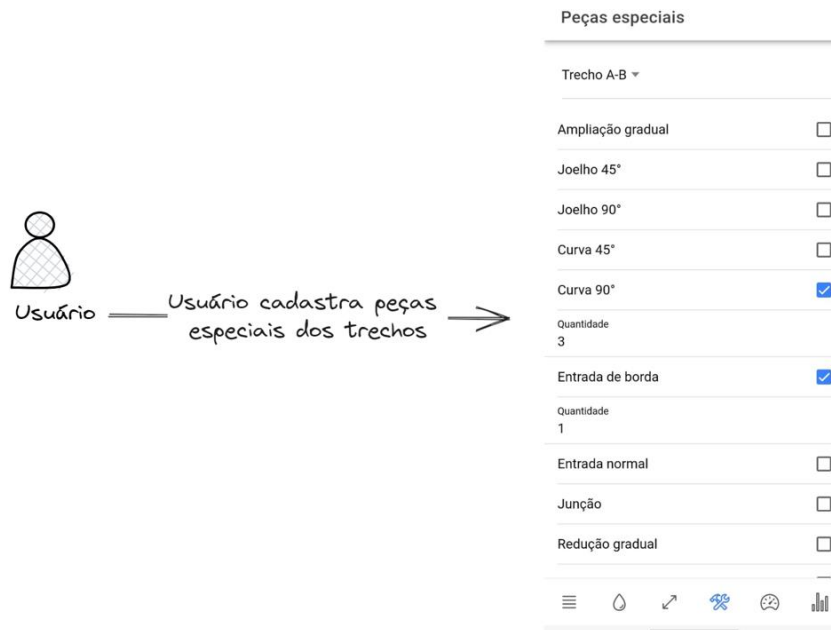 Peças especiais
Trecho A-B
Ampliação gradual
Joelho 45°
Joelho 90°
Curva 45°
Curva 90°
Quantidade
3
Entrada de borda
Quantidade
1
Entrada normal
Junção
Redução gradual
Usuário
Usuário cadastra peças
especiais dos trechos